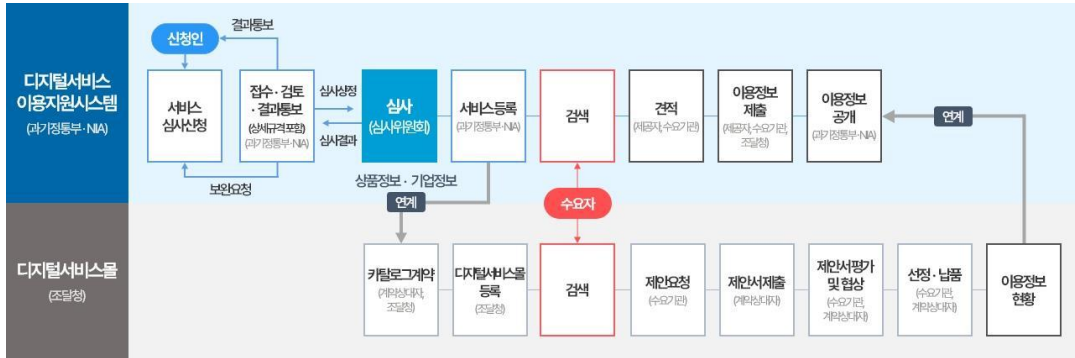 디지털서비스
이용지원시스템
(과기정통부·NIA)
신청인
결과통보
서비스
심사신청
접수·검토
·결과통보
(상세규격포함)
(과기정통부·NIA)
보완요청
심사상정
심사결과
심사
(심사위원회)
서비스등록
(과기정통부·NIA)
검색
견적
(제공자,수요기관)
이용정보
제출
(제공자,수요기관,
조달청)
이용정보
공개
(과기정통부·NIA)
연계
상품정보·기업정보
연계
수요자
디지털서비스몰
(조달청)
카탈로그계약
(계약상대자,
조달청)
디지털서비스몰
등록
(조달청)
검색
제안요청
(수요기관)
제안서제출
(계약상대자)
제안서평가
및 협상
(수요기관,
계약상대자)
선정·납품
(수요기관,
계약상대자)
이용정보
현황